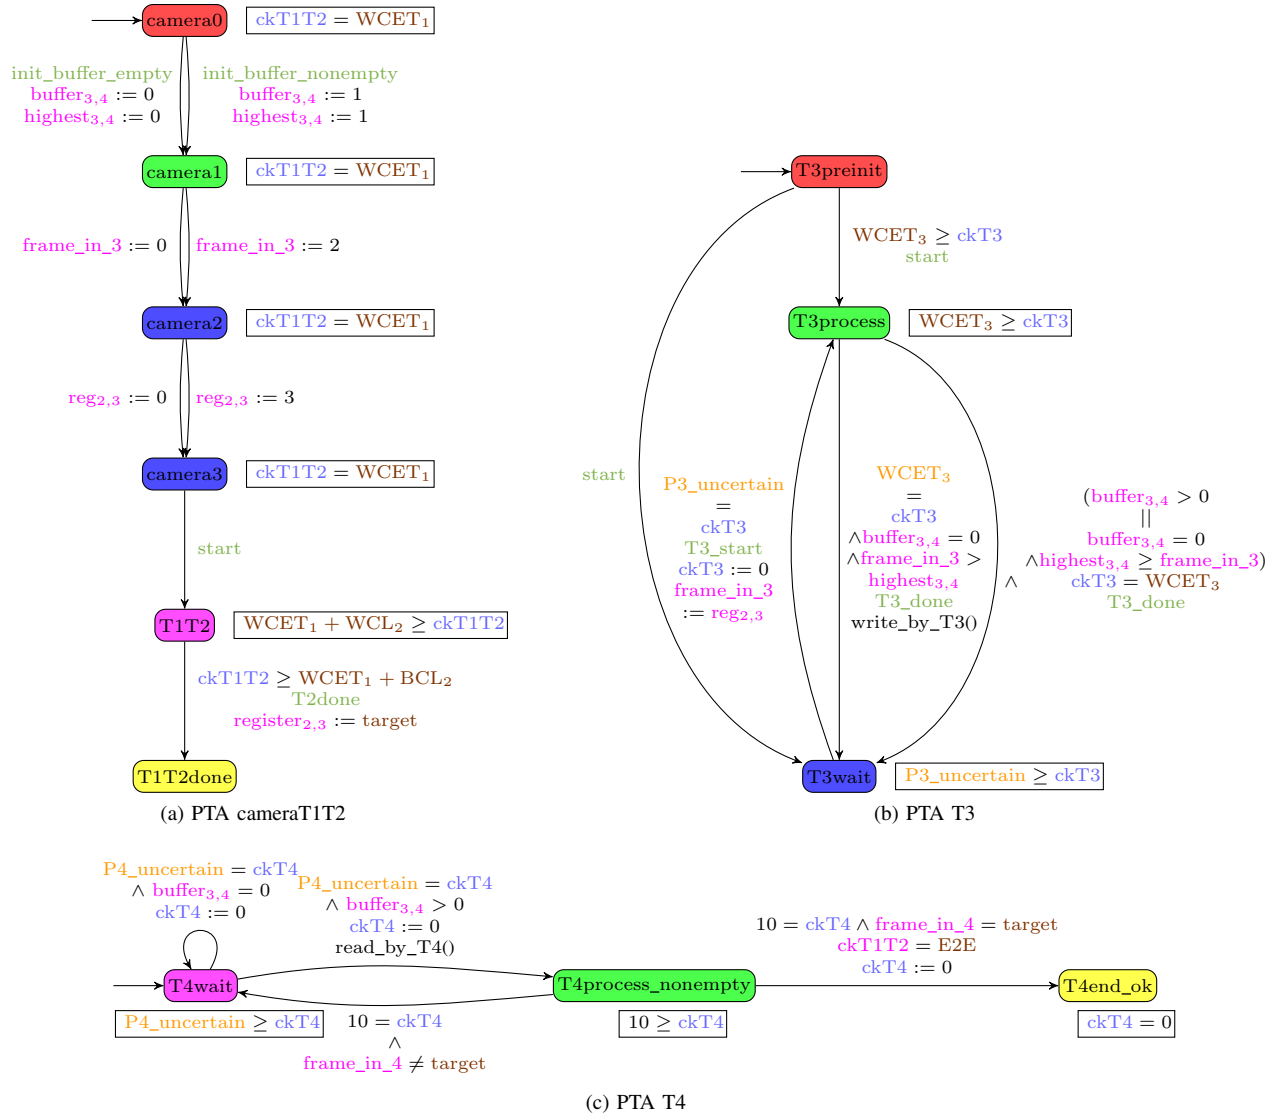 camera0
ckT1T2 = WCET₁
init_buffer_empty
buffer₃,₄ := 0
highest₃,₄ := 0
init_buffer_nonempty
buffer₃,₄ := 1
highest₃,₄ := 1
camera1
ckT1T2 = WCET₁
frame_in_3 := 0
frame_in_3 := 2
camera2
ckT1T2 = WCET₁
reg₂,₃ := 0
reg₂,₃ := 3
camera3
ckT1T2 = WCET₁
start
T1T2
WCET₁ + WCL₂ ≥ ckT1T2
ckT1T2 ≥ WCET₁ + BCL₂
T2done
register₂,₃ := target
T1T2done
(a) PTA cameraT1T2
T3preinit
WCET₃ ≥ ckT3
start
T3process
WCET₃ ≥ ckT3
start
P3_uncertain
=
ckT3
T3_start
ckT3 := 0
frame_in_3
:= reg₂,₃
WCET₃
=
ckT3
∧buffer₃,₄ = 0
∧frame_in_3 >
highest₃,₄
T3_done
write_by_T3()
(buffer₃,₄ > 0
||
buffer₃,₄ = 0
∧highest₃,₄ ≥ frame_in_3)
∧ ckT3 = WCET₃
T3_done
T3wait
P3_uncertain ≥ ckT3
(b) PTA T3
P4_uncertain = ckT4
∧ buffer₃,₄ = 0
ckT4 := 0
P4_uncertain = ckT4
∧ buffer₃,₄ > 0
ckT4 := 0
read_by_T4()
10 = ckT4 ∧ frame_in_4 = target
ckT1T2 = E2E
ckT4 := 0
T4wait
T4process_nonempty
T4end_ok
P4_uncertain ≥ ckT4
10 = ckT4
∧
frame_in_4 ≠ target
10 ≥ ckT4
ckT4 = 0
(c) PTA T4